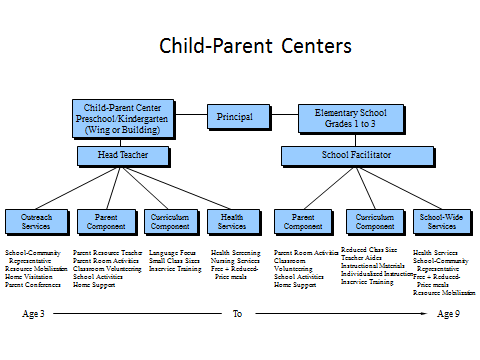 Child-Parent Centers
Child-Parent Center
Preschool/Kindergarten
(Wing or Building)
Principal
Elementary School
Grades 1 to 3
Head Teacher
School Facilitator
Outreach
Services
Parent
Component
Curriculum
Component
Health
Services
Parent
Component
Curriculum
Component
School-Wide
Services
School-Community
Representative
Resource Mobilization
Home Visitation
Parent Conferences
Parent Resource Teacher
Parent Room Activities
Classroom Volunteering
School Activities
Home Support
Language Focus
Small Class Sizes
Inservice Training
Health Screening
Nursing Services
Free + Reduced-
Price meals
Parent Room Activities
Classroom
Volunteering
School Activities
Home Support
Reduced Class Size
Teacher Aides
Instructional Materials
Individualized Instruction
Inservice Training
Health Services
School-Community
Representative
Free + Reduced-
Price meals
Resource Mobilization
Age 3
To
Age 9